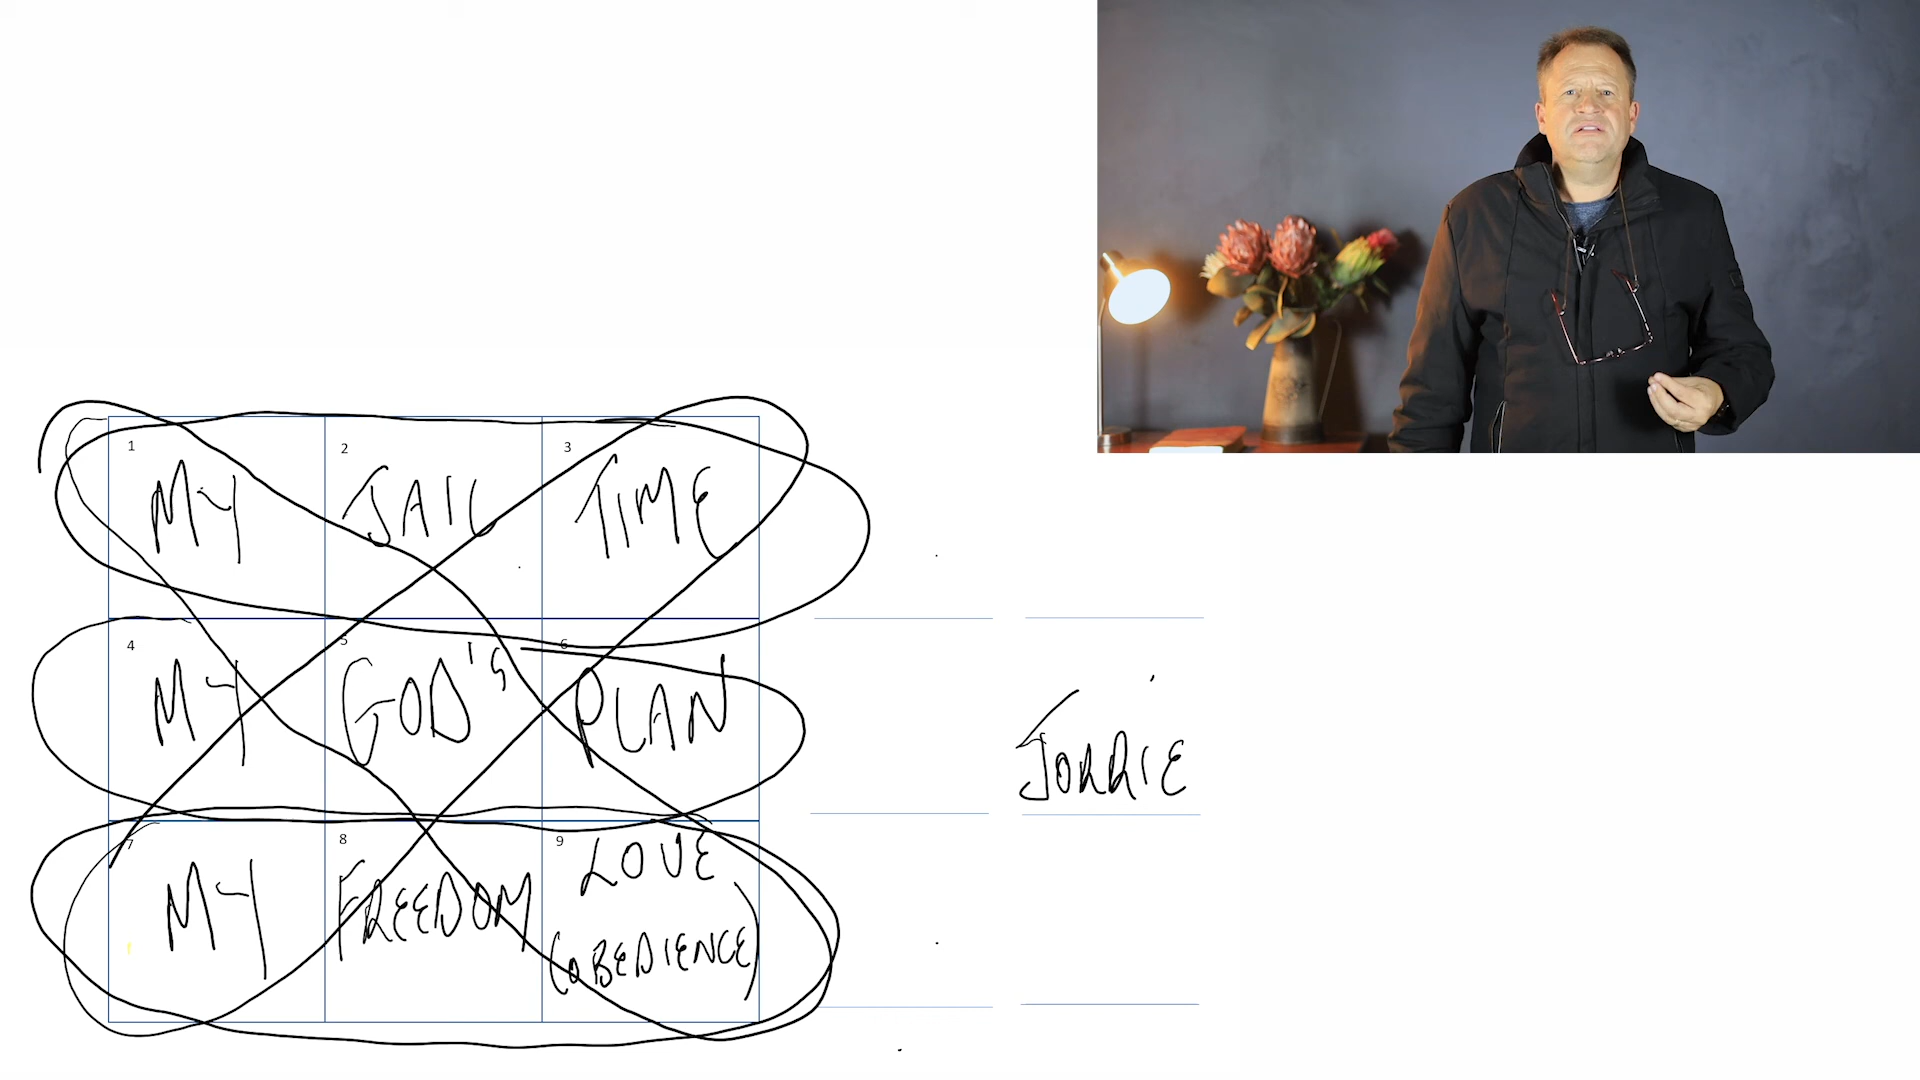 1 2 3
MY JAIL TIME
4 5 6
MY GOD'S PLAN
JORRIE
7 8 9
MY FREEDOM LOVE
(OBEDIENCE)